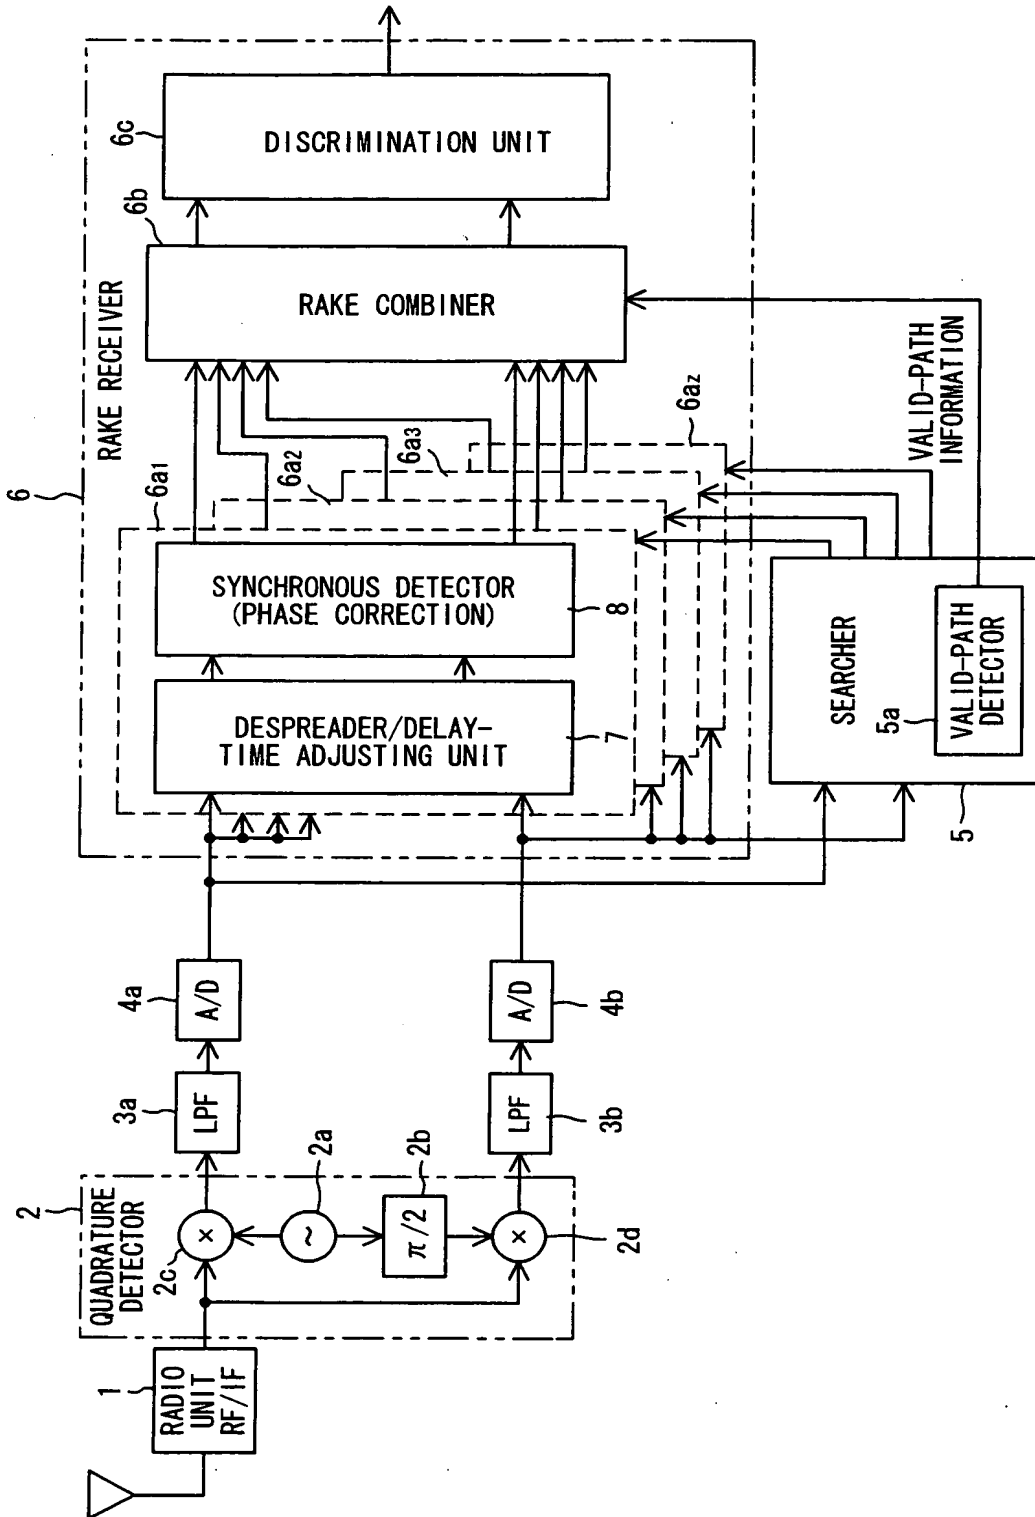 1
RADIO
UNIT
RF/IF
2
QUADRATURE
DETECTOR
2c
×
2a
~
2b
π/2
×
2d
3a
LPF
4a
A/D
3b
LPF
4b
A/D
6
RAKE RECEIVER
6a1
6a2
6a3
6az
DESPREADER/DELAY-
TIME ADJUSTING UNIT
7
SYNCHRONOUS DETECTOR
(PHASE CORRECTION)
8
6b
RAKE COMBINER
6c
DISCRIMINATION UNIT
5
SEARCHER
5a
VALID-PATH
DETECTOR
VALID-PATH
INFORMATION